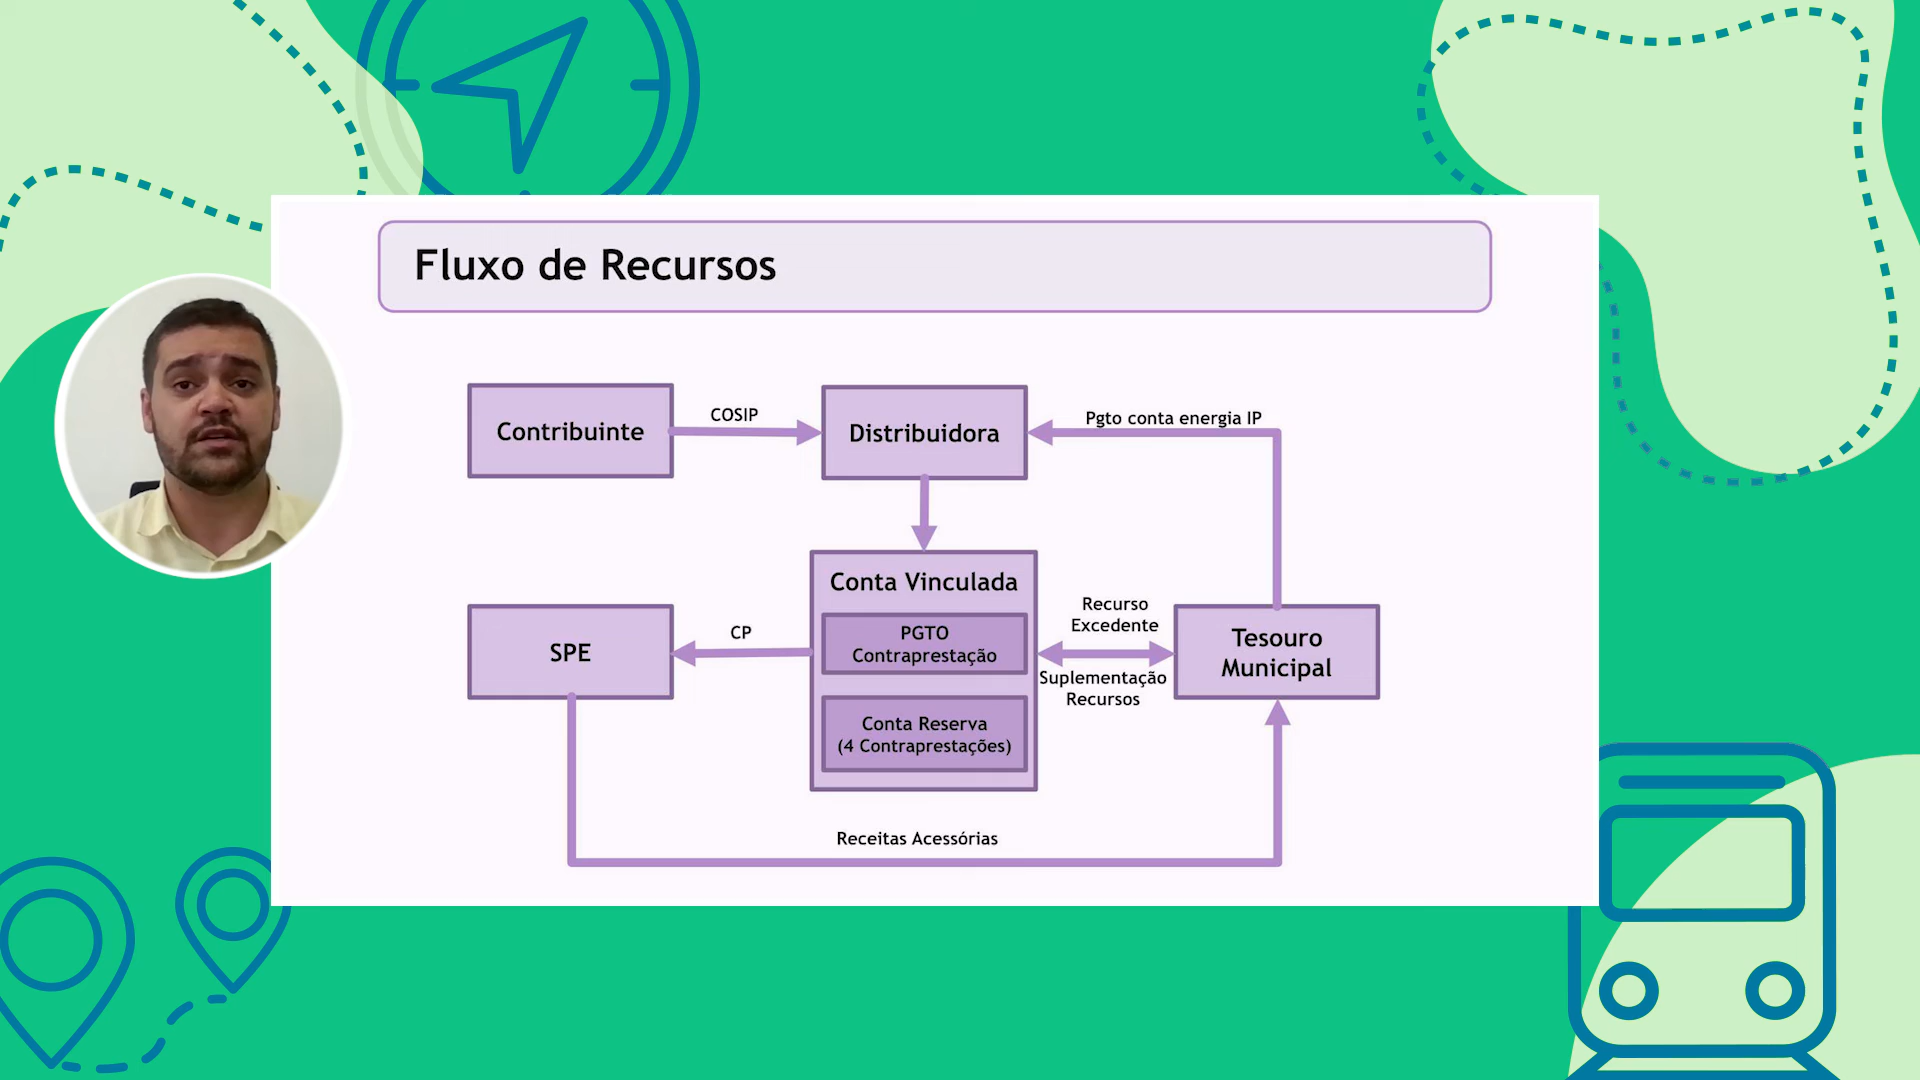 Fluxo de Recursos
Contribuinte
COSIP
Distribuidora
Pgto conta energia IP
Conta Vinculada
PGTO
Contraprestação
Conta Reserva
(4 Contraprestações)
SPE
CP
Recurso
Excedente
Suplementação
Recursos
Tesouro
Municipal
Receitas Acessórias